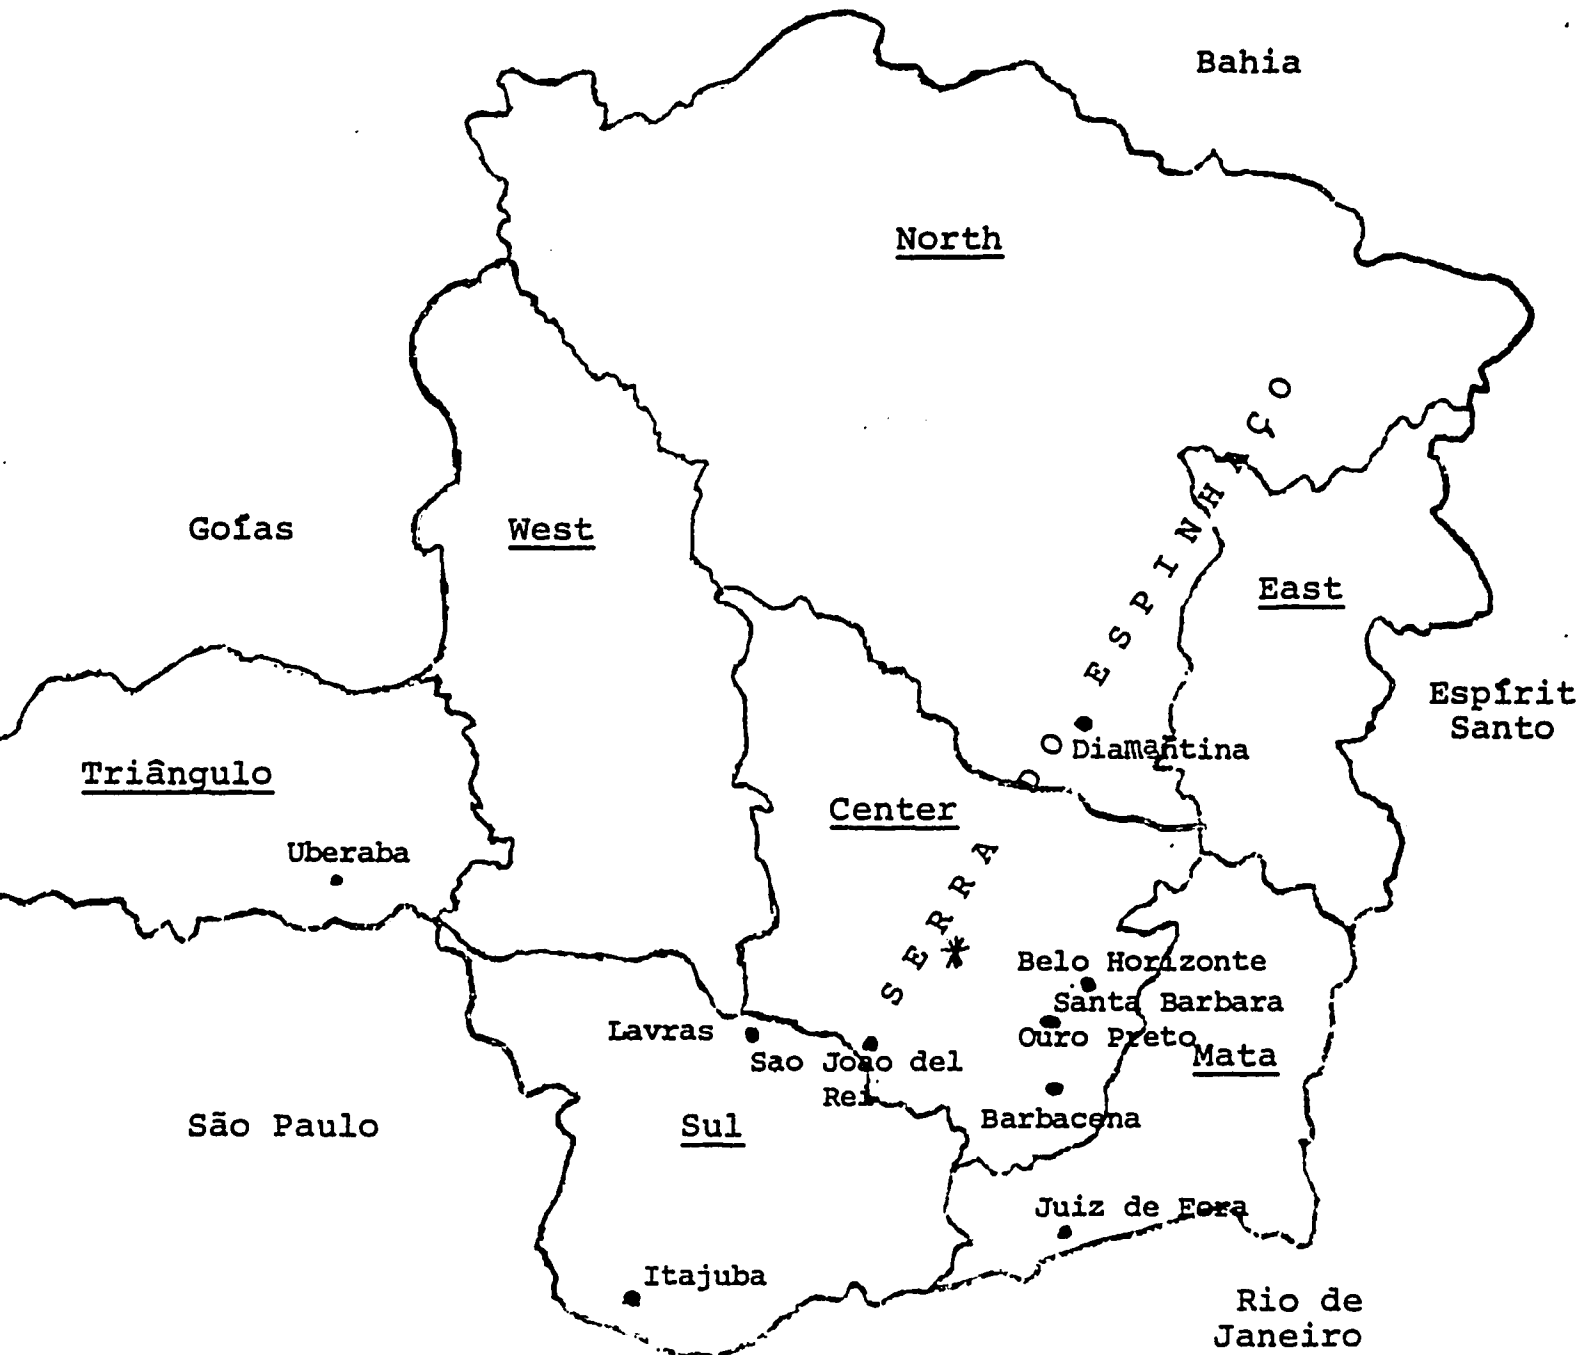 Bahia
North
Goías
West
East
SERRA DO ESPINHAÇO
Espírit
Santo
Diamantina
Triângulo
Center
Uberaba
Belo Horizonte
Santa Barbara
Lavras
Ouro Preto
Mata
Sao Joao del
Rei
São Paulo
Sul
Barbacena
Juiz de Fora
Itajuba
Rio de
Janeiro